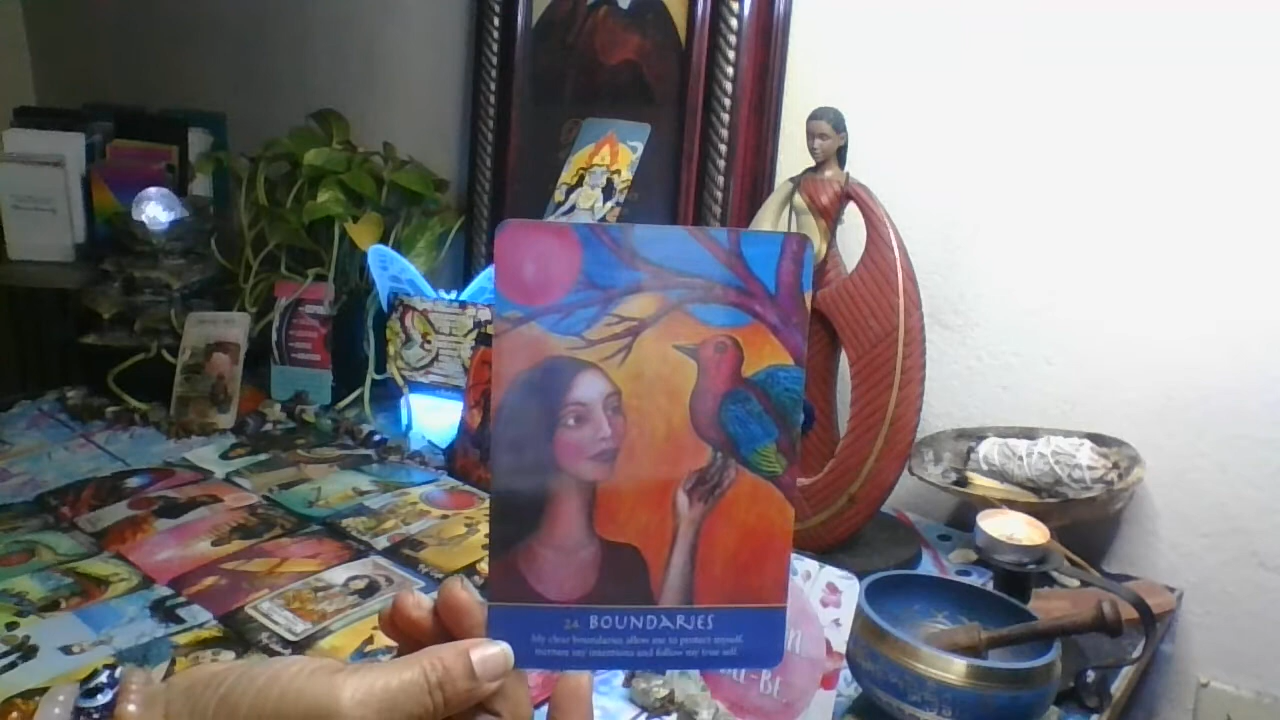 24 BOUNDARIES
My clear boundaries allow me to protect myself,
nurture my intentions and follow my true self.